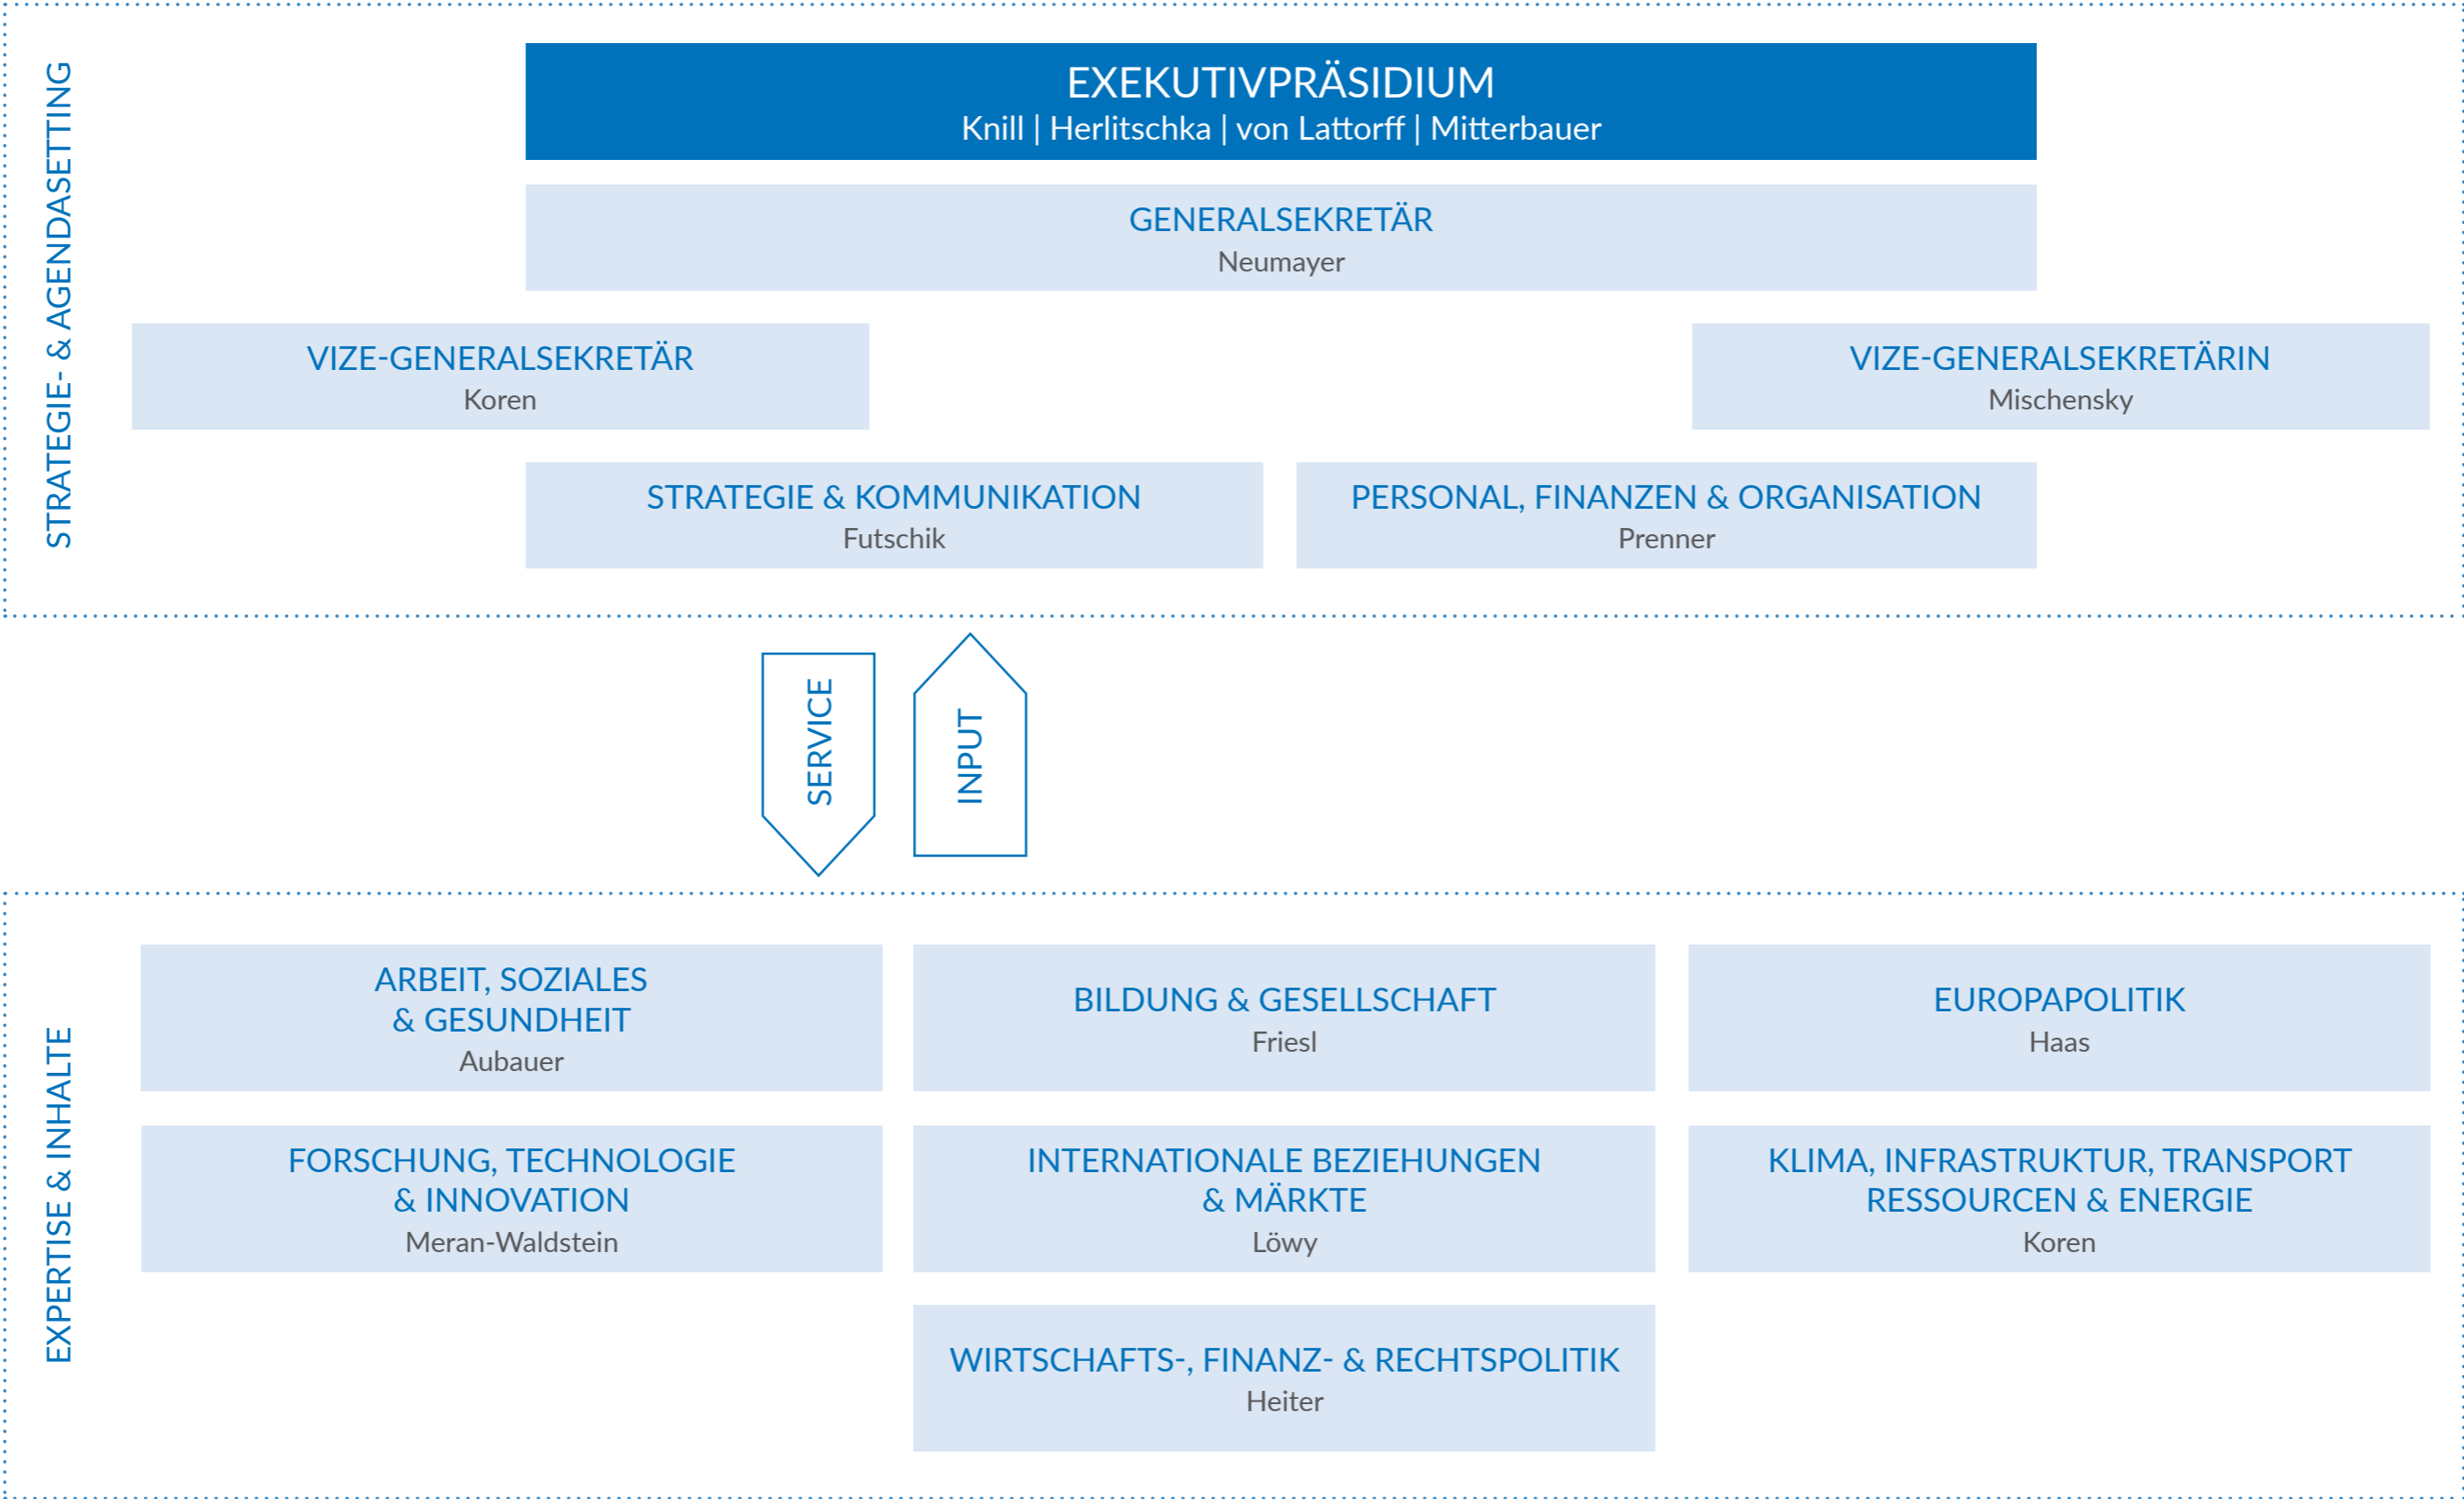 STRATEGIE- & AGENDASETTING
EXEKUTIVPRÄSIDIUM
Knill | Herlitschka | von Lattorff | Mitterbauer
GENERALSEKRETÄR
Neumayer
VIZE-GENERALSEKRETÄR
Koren
VIZE-GENERALSEKRETÄRIN
Mischensky
STRATEGIE & KOMMUNIKATION
Futschik
PERSONAL, FINANZEN & ORGANISATION
Prenner
SERVICE
INPUT
EXPERTISE & INHALTE
ARBEIT, SOZIALES
& GESUNDHEIT
Aubauer
BILDUNG & GESELLSCHAFT
Friesl
EUROPAPOLITIK
Haas
FORSCHUNG, TECHNOLOGIE
& INNOVATION
Meran-Waldstein
INTERNATIONALE BEZIEHUNGEN
& MÄRKTE
Löwy
KLIMA, INFRASTRUKTUR, TRANSPORT
RESSOURCEN & ENERGIE
Koren
WIRTSCHAFTS-, FINANZ- & RECHTSPOLITIK
Heiter